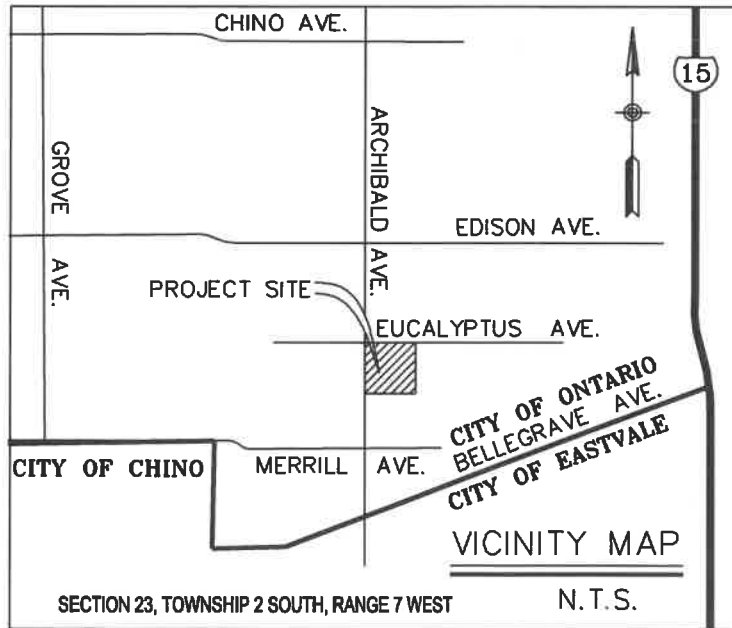 CHINO AVE.
15
GROVE AVE.
ARCHIBALD AVE.
EDISON AVE.
PROJECT SITE
EUCALYPTUS AVE.
CITY OF ONTARIO
BELLEGRAVE AVE.
CITY OF EASTVALE
CITY OF CHINO
MERRILL AVE.
VICINITY MAP
SECTION 23, TOWNSHIP 2 SOUTH, RANGE 7 WEST
N.T.S.